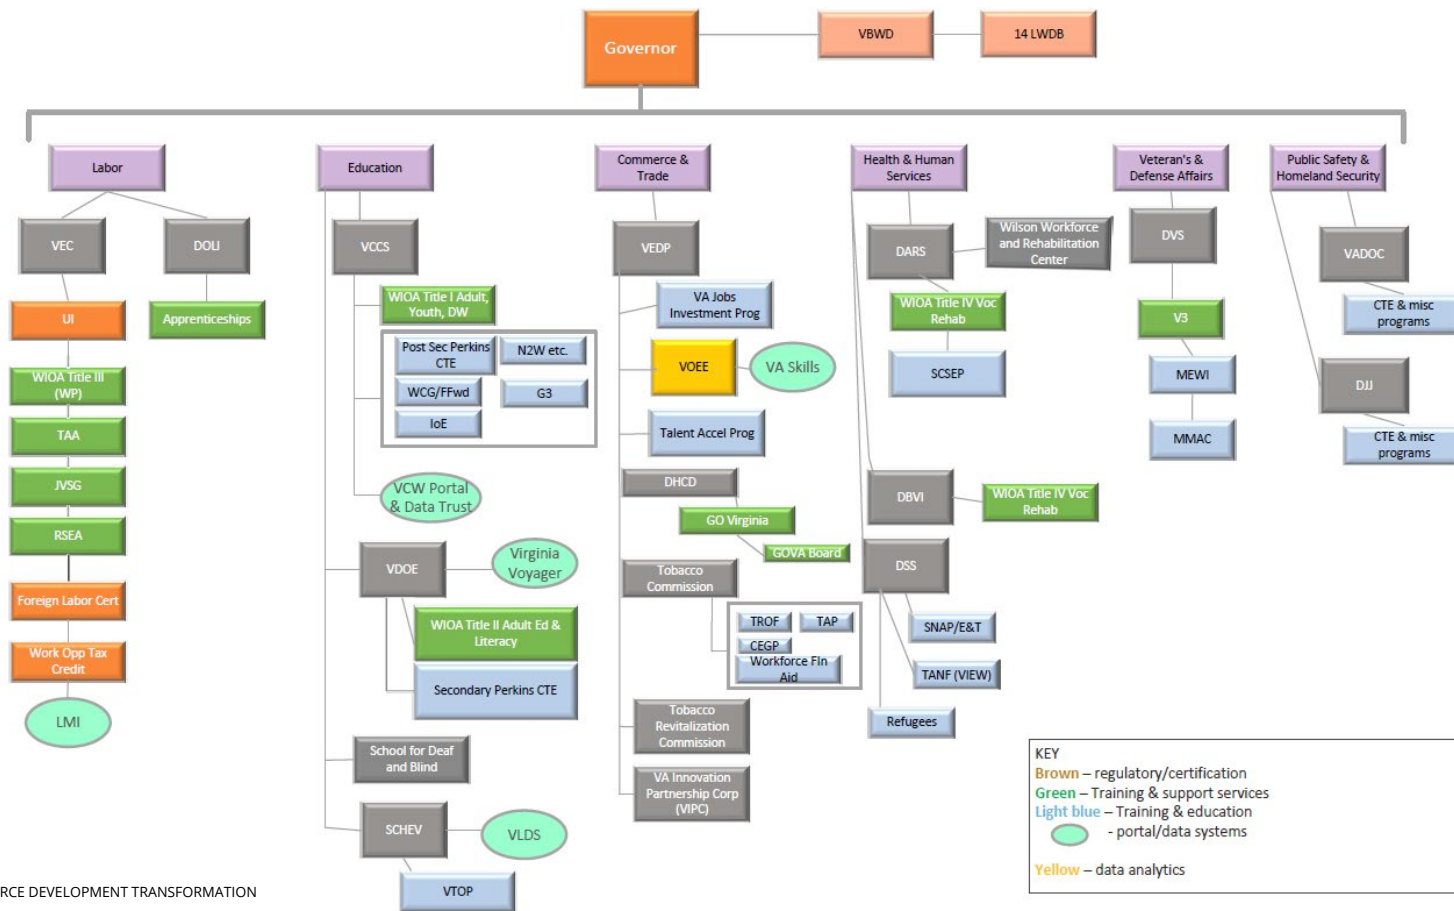 Governor
VBWD
14 LWDB
Labor
Education
Commerce &
Trade
Health & Human
Services
Veteran's &
Defense Affairs
Public Safety &
Homeland Security
VEC
DOLI
UI
Apprenticeships
WIOA Title III
(WP)
TAA
JVSG
RSEA
Foreign Labor Cert
Work Opp Tax
Credit
LMI
VCCS
WIOA Title I Adult,
Youth, DW
Post Sec Perkins
CTE
N2W etc.
WCG/FFwd
G3
IoE
VCW Portal
& Data Trust
VDOE
Virginia
Voyager
WIOA Title II Adult Ed &
Literacy
Secondary Perkins CTE
School for Deaf
and Blind
SCHEV
VLDS
VTOP
VEDP
VA Jobs
Investment Prog
VOEE
VA Skills
Talent Accel Prog
DHCD
GO Virginia
GOVA Board
Tobacco
Commission
TROF
TAP
CEGP
Workforce FIn
Aid
Tobacco
Revitalization
Commission
VA Innovation
Partnership Corp
(VIPC)
DARS
Wilson Workforce
and Rehabilitation
Center
WIOA Title IV Voc
Rehab
SCSEP
DBVI
WIOA Title IV Voc
Rehab
DSS
SNAP/E&T
TANF (VIEW)
Refugees
DVS
V3
MEWI
MMAC
VADOC
CTE & misc
programs
DJJ
CTE & misc
programs
KEY
Brown – regulatory/certification
Green – Training & support services
Light blue – Training & education
- portal/data systems
Yellow – data analytics
RCE DEVELOPMENT TRANSFORMATION